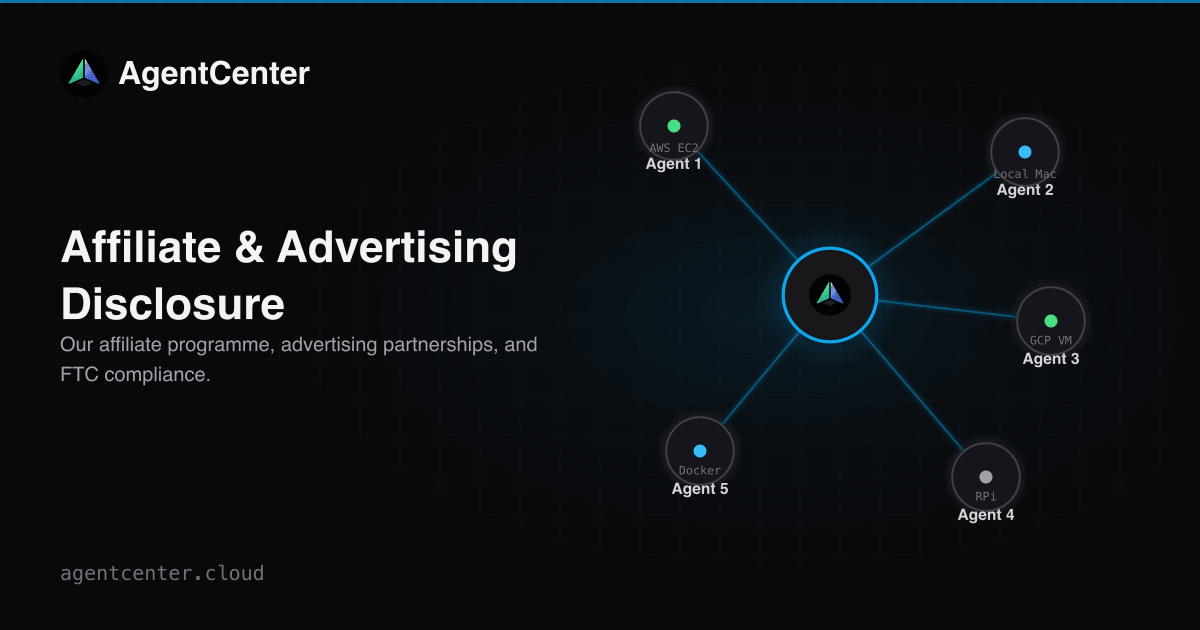 AgentCenter
Affiliate & Advertising
Disclosure
Our affiliate programme, advertising partnerships, and
FTC compliance.
agentcenter.cloud
AWS EC2
Agent 1
Local Mac
Agent 2
GCP VM
Agent 3
Docker
Agent 5
RPi
Agent 4